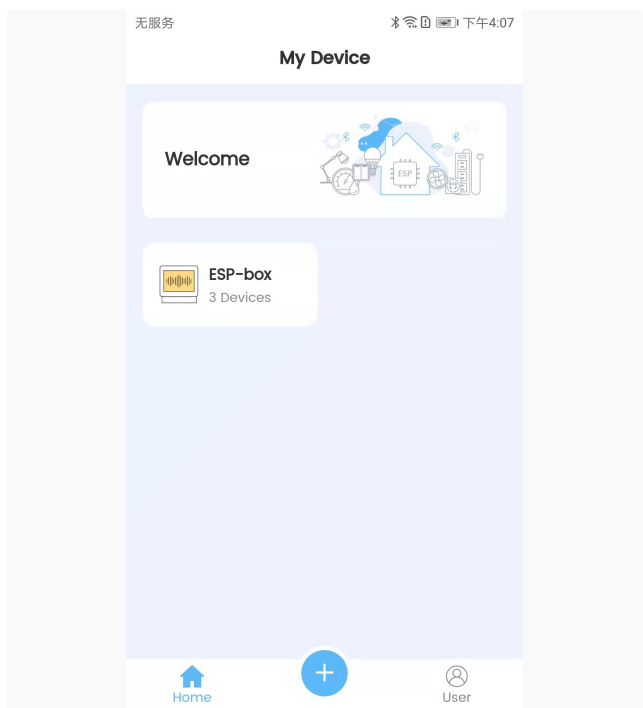 无服务
下午4:07
My Device
Welcome
ESP
ESP-box
3 Devices
Home
User